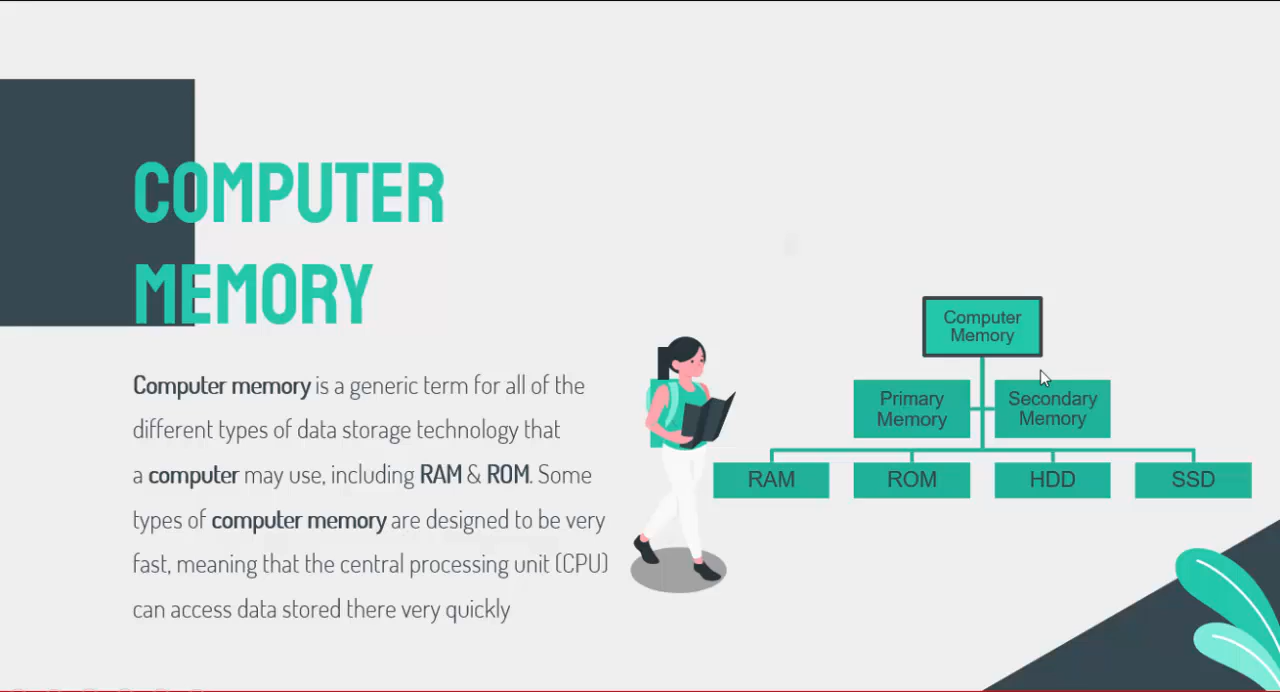 COMPUTER
MEMORY
Computer memory is a generic term for all of the
different types of data storage technology that
a computer may use, including RAM & ROM. Some
types of computer memory are designed to be very
fast, meaning that the central processing unit (CPU)
can access data stored there very quickly
Computer
Memory
Primary
Memory
Secondary
Memory
RAM
ROM
HDD
SSD